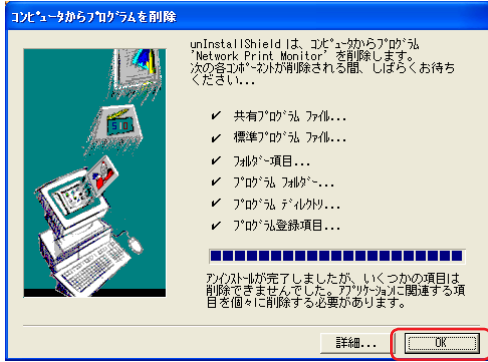 ｺﾝﾋﾟｭｰﾀからﾌﾟﾛｸﾞﾗﾑを削除
unInstallShield は、ｺﾝﾋﾟｭｰﾀからﾌﾟﾛｸﾞﾗﾑ
'Network Print Monitor' を削除します。
次の各ｺﾝﾎﾟｰﾈﾝﾄが削除される間、しばらくお待ち
ください...
✔ 共有ﾌﾟﾛｸﾞﾗﾑ ﾌｧｲﾙ...
✔ 標準ﾌﾟﾛｸﾞﾗﾑ ﾌｧｲﾙ...
✔ ﾌｫﾙﾀﾞｰ項目...
✔ ﾌﾟﾛｸﾞﾗﾑ ﾌｫﾙﾀﾞｰ...
✔ ﾌﾟﾛｸﾞﾗﾑ ﾃﾞｨﾚｸﾄﾘ...
✔ ﾌﾟﾛｸﾞﾗﾑ登録項目...
ｱﾝｲﾝｽﾄｰﾙが完了しましたが、いくつかの項目は
削除できませんでした。ｱﾌﾟﾘｹｰｼｮﾝに関連する項
目を個々に削除する必要があります。
詳細...
OK